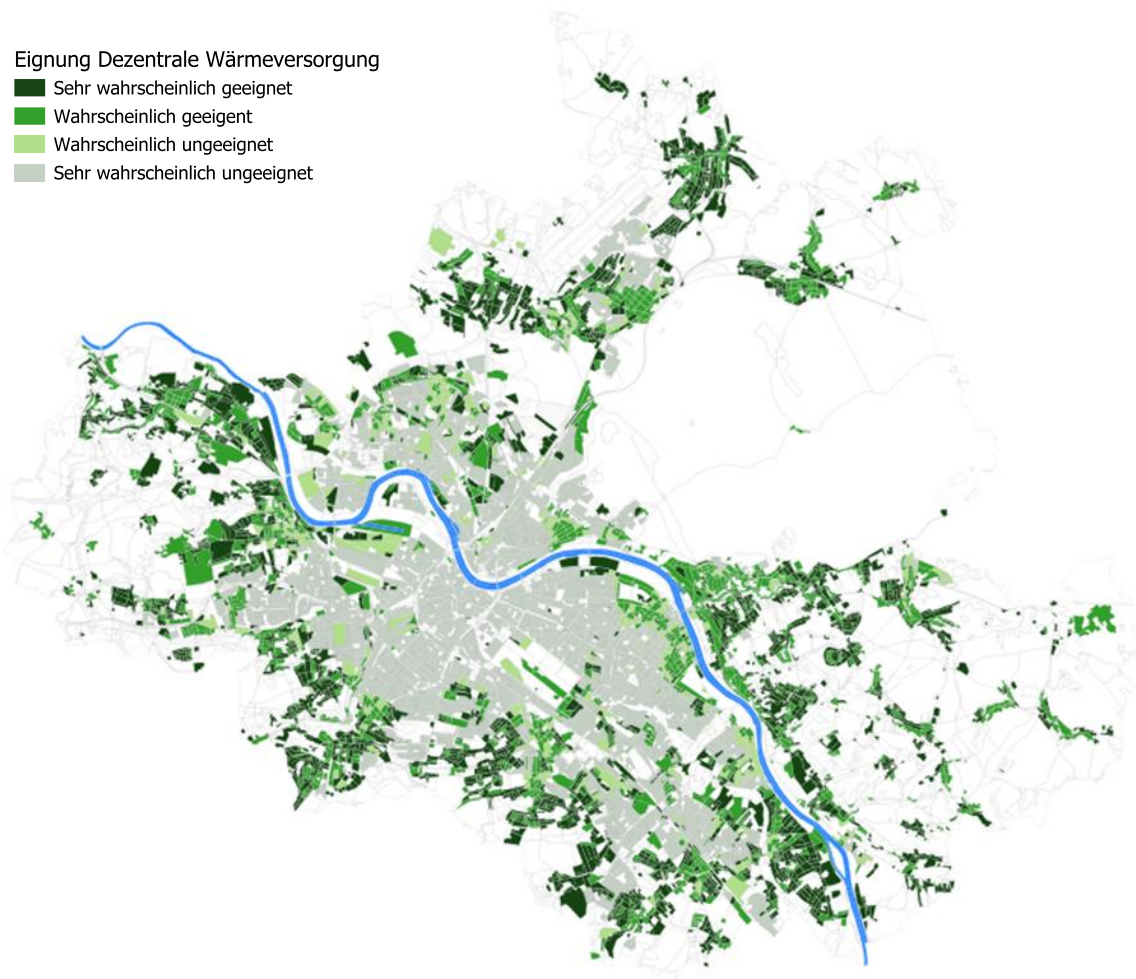 Eignung Dezentrale Wärmeversorgung
Sehr wahrscheinlich geeignet
Wahrscheinlich geeigent
Wahrscheinlich ungeeignet
Sehr wahrscheinlich ungeeignet